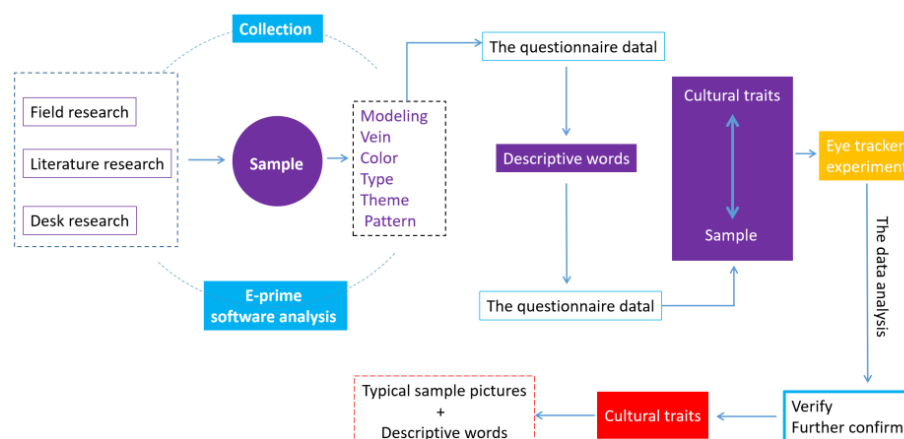 Collection
Field research
Literature research
Desk research
Sample
Modeling
Vein
Color
Type
Theme
Pattern
E-prime
software analysis
The questionnaire datal
Descriptive words
The questionnaire datal
Cultural traits
Sample
Eye tracker
experiment
The data analysis
Verify
Further confirm
Cultural traits
Typical sample pictures
+
Descriptive words